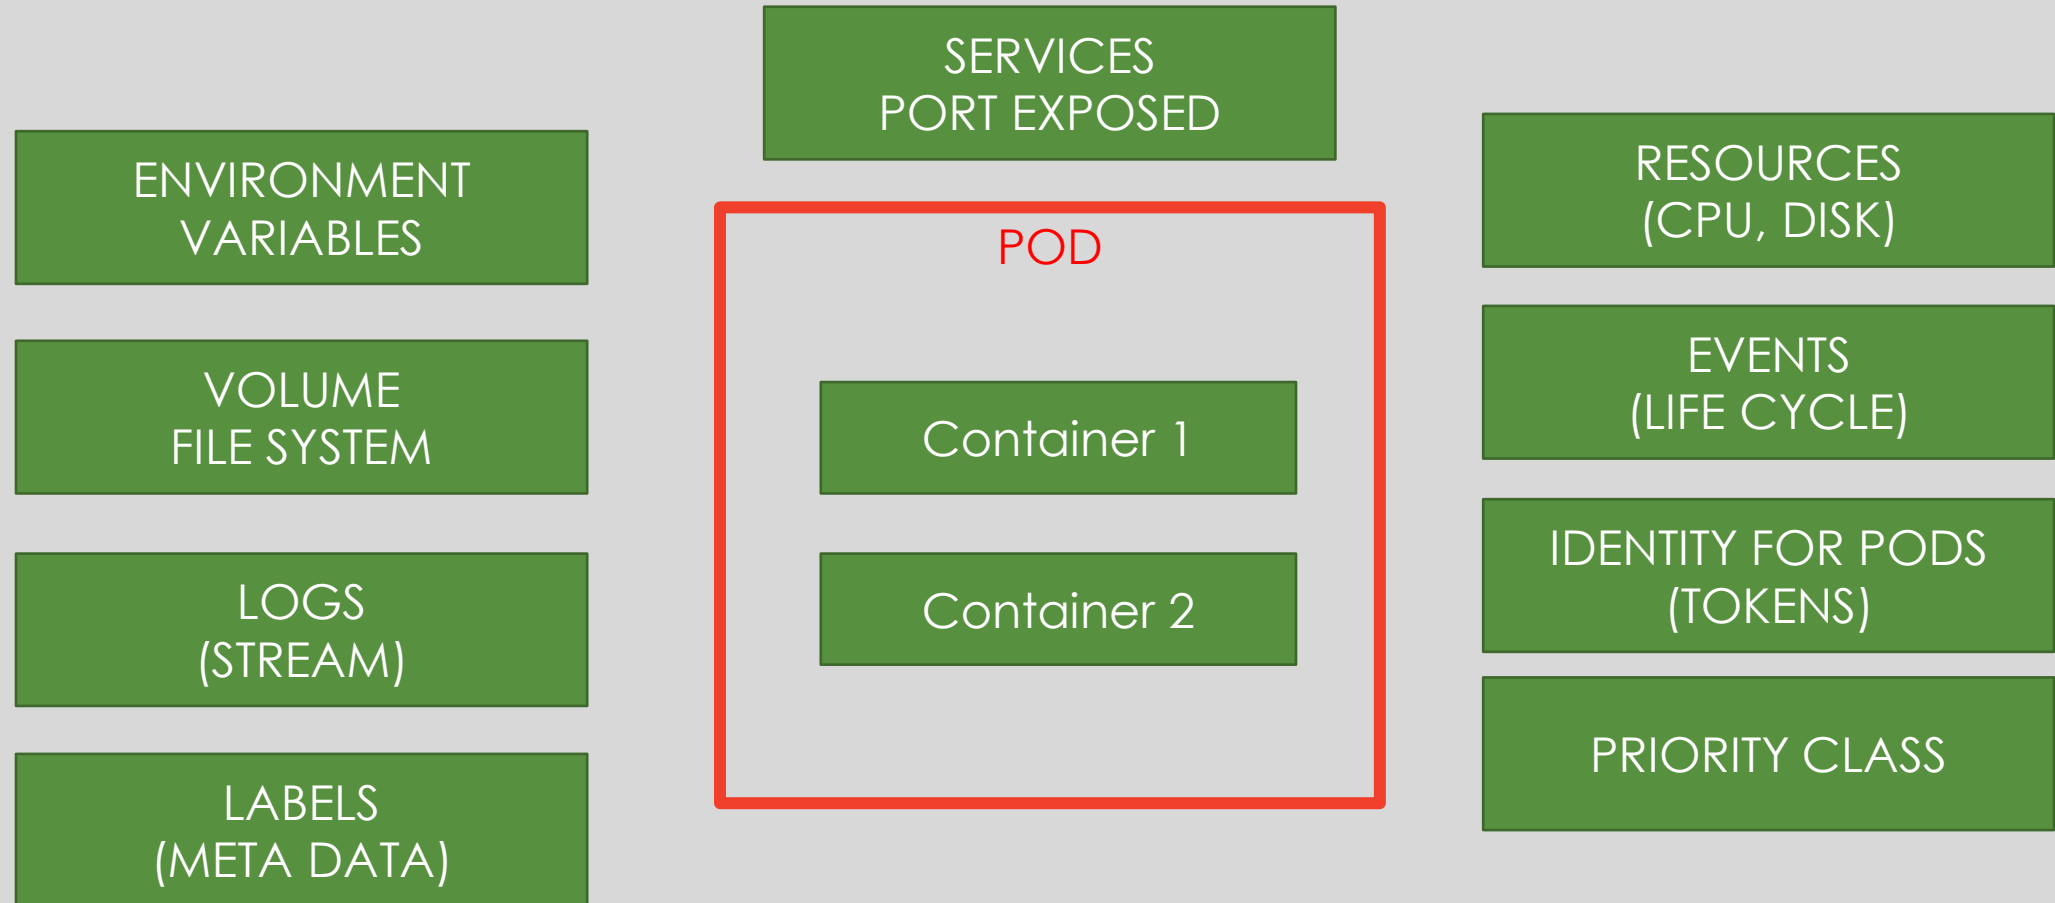 SERVICES
PORT EXPOSED
ENVIRONMENT
VARIABLES
VOLUME
FILE SYSTEM
LOGS
(STREAM)
LABELS
(META DATA)
POD
Container 1
Container 2
RESOURCES
(CPU, DISK)
EVENTS
(LIFE CYCLE)
IDENTITY FOR PODS
(TOKENS)
PRIORITY CLASS